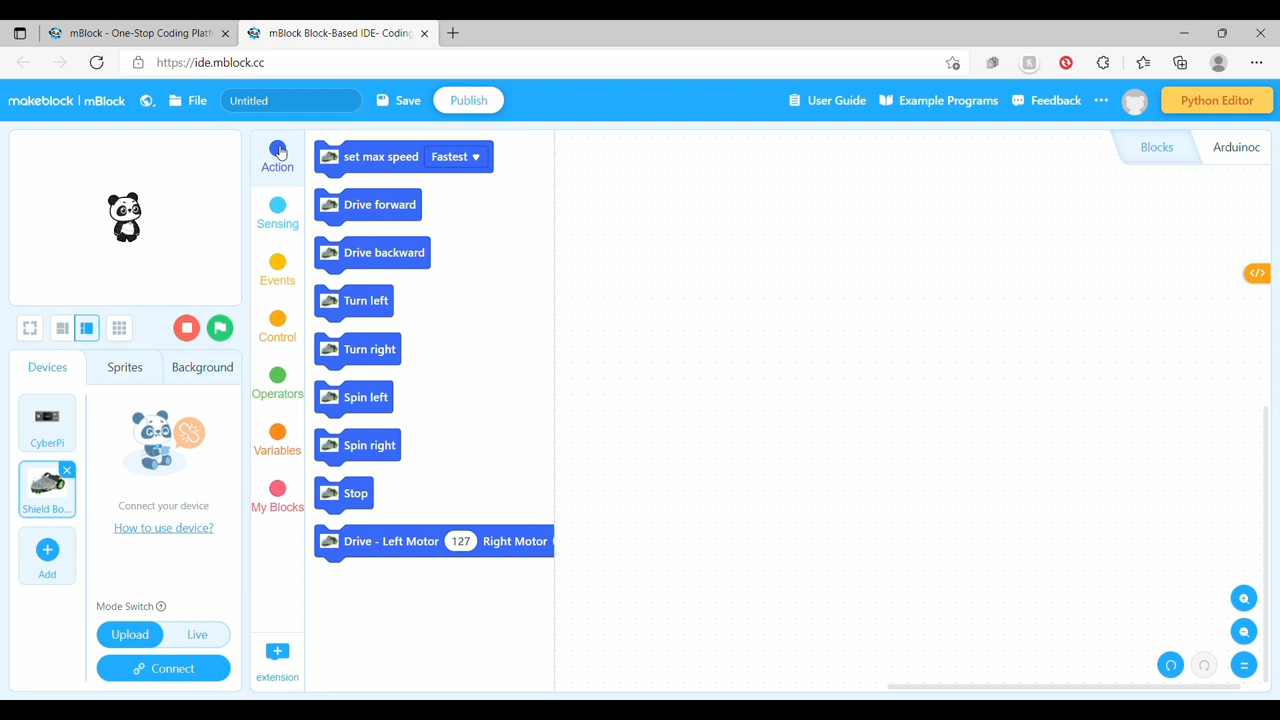 mBlock - One-Stop Coding Platf
mBlock Block-Based IDE- Coding
https://ide.mblock.cc
makeblock | mBlock
File
Untitled
Save
Publish
User Guide
Example Programs
Feedback
Python Editor
Action
Sensing
Events
Control
Operators
Variables
My Blocks
extension
set max speed Fastest
Drive forward
Drive backward
Turn left
Turn right
Spin left
Spin right
Stop
Drive - Left Motor 127 Right Motor
Blocks
Arduinoc
Devices
Sprites
Background
CyberPi
Shield Bo...
Add
Connect your device
How to use device?
Mode Switch
Upload
Live
Connect